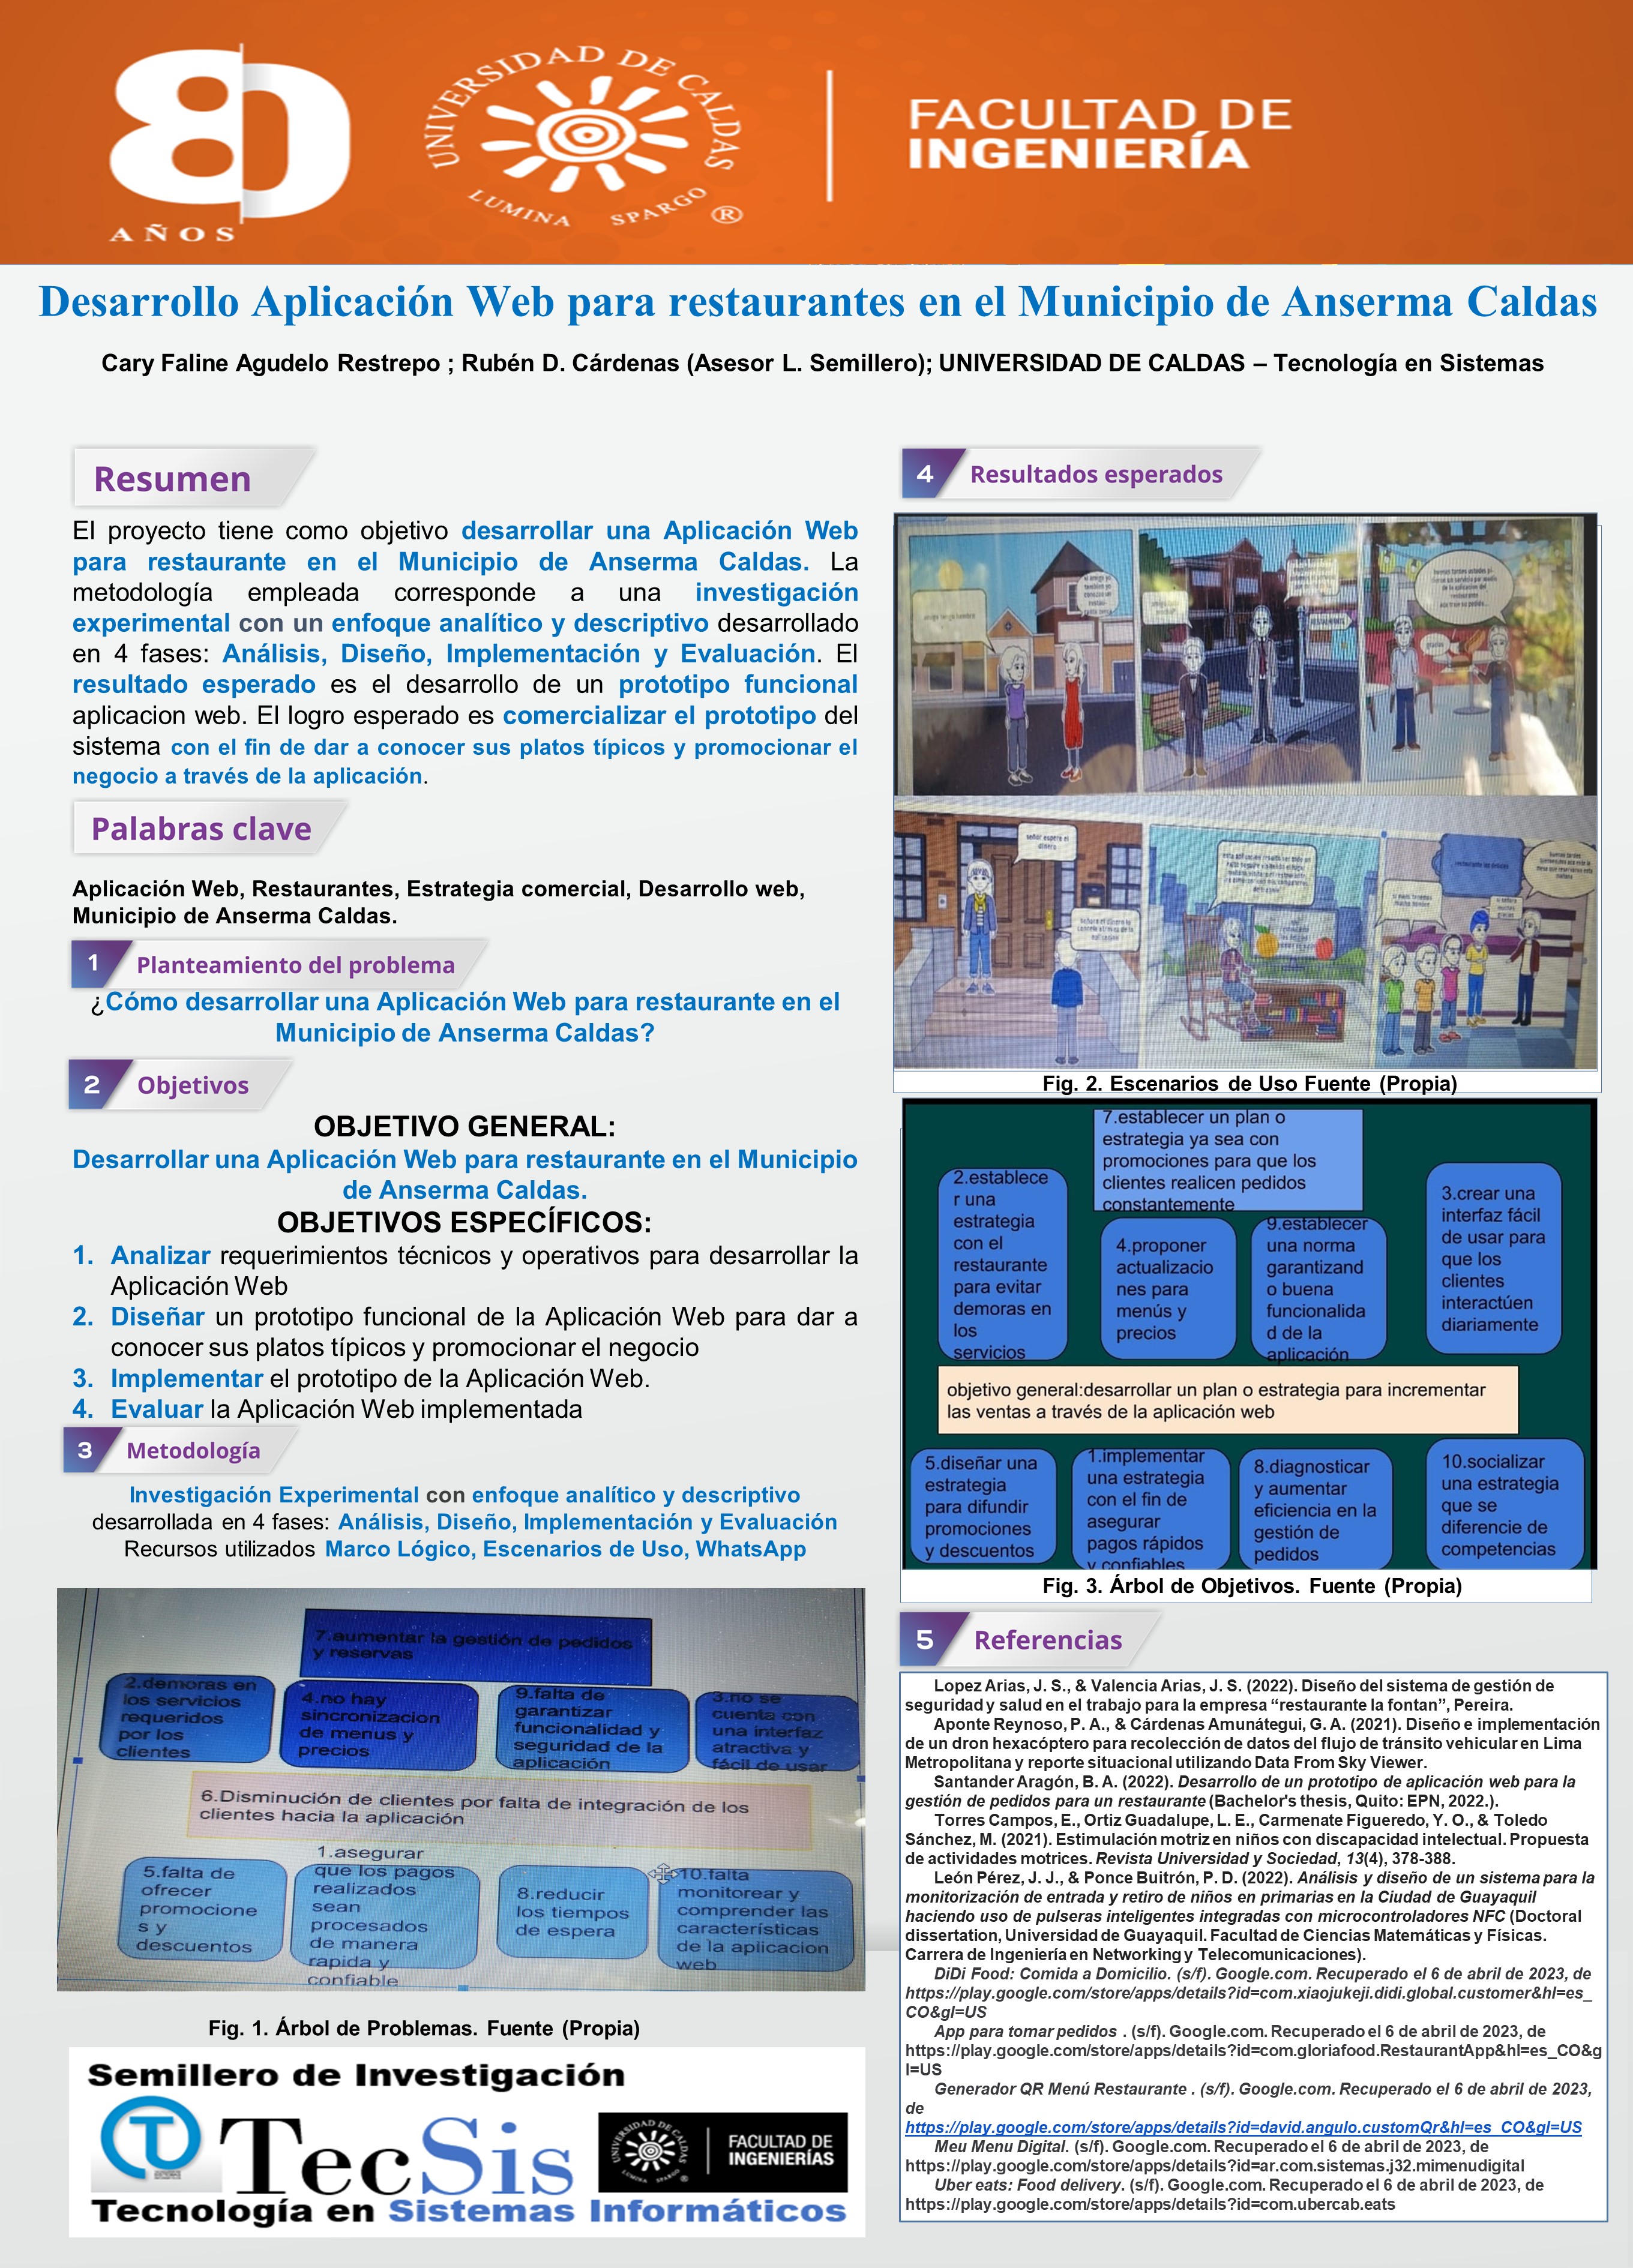 80
AÑOS
UNIVERSIDAD DE CALDAS
LUMINA SPARGO
®
FACULTAD DE
INGENIERÍA
Desarrollo Aplicación Web para restaurantes en el Municipio de Anserma Caldas
Cary Faline Agudelo Restrepo ; Rubén D. Cárdenas (Asesor L. Semillero); UNIVERSIDAD DE CALDAS – Tecnología en Sistemas
Resumen
El proyecto tiene como objetivo desarrollar una Aplicación Web
para restaurante en el Municipio de Anserma Caldas. La
metodología empleada corresponde a una investigación
experimental con un enfoque analítico y descriptivo desarrollado
en 4 fases: Análisis, Diseño, Implementación y Evaluación. El
resultado esperado es el desarrollo de un prototipo funcional
aplicacion web. El logro esperado es comercializar el prototipo del
sistema con el fin de dar a conocer sus platos típicos y promocionar el
negocio a través de la aplicación.
Palabras clave
Aplicación Web, Restaurantes, Estrategia comercial, Desarrollo web,
Municipio de Anserma Caldas.
1 Planteamiento del problema
¿Cómo desarrollar una Aplicación Web para restaurante en el
Municipio de Anserma Caldas?
2 Objetivos
OBJETIVO GENERAL:
Desarrollar una Aplicación Web para restaurante en el Municipio
de Anserma Caldas.
OBJETIVOS ESPECÍFICOS:
1. Analizar requerimientos técnicos y operativos para desarrollar la
Aplicación Web
2. Diseñar un prototipo funcional de la Aplicación Web para dar a
conocer sus platos típicos y promocionar el negocio
3. Implementar el prototipo de la Aplicación Web.
4. Evaluar la Aplicación Web implementada
3 Metodología
Investigación Experimental con enfoque analítico y descriptivo
desarrollada en 4 fases: Análisis, Diseño, Implementación y Evaluación
Recursos utilizados Marco Lógico, Escenarios de Uso, WhatsApp
7.aumentar la gestión de pedidos
y reservas
2.demoras en
los servicios
requeridos
por los
clientes
4.no hay
sincronizacion
de menus y
precios
9.falta de
garantizar
funcionalidad y
seguridad de la
aplicación
3.no se
cuenta con
una interfaz
atractiva y
fácil de usar
6.Disminución de clientes por falta de integración de los
clientes hacia la aplicación
5.falta de
ofrecer
promocione
s y
descuentos
1.asegurar
que los pagos
realizados
sean
procesados
de manera
rapida y
confiable
8.reducir
los tiempos
de espera
10.falta
monitorear y
comprender las
características
de la aplicacion
web
Fig. 1. Árbol de Problemas. Fuente (Propia)
Semillero de Investigación
TecSis
UNIVERSIDAD DE CALDAS
FACULTAD DE
INGENIERÍAS
Tecnología en Sistemas Informáticos
4 Resultados esperados
señor espere el
dinero
Fig. 2. Escenarios de Uso Fuente (Propia)
7.establecer un plan o
estrategia ya sea con
promociones para que los
clientes realicen pedidos
constantemente
2.establece
r una
estrategia
con el
restaurante
para evitar
demoras en
los
servicios
4.proponer
actualizacio
nes para
menús y
precios
9.establecer
una norma
garantizand
o buena
funcionalida
d de la
aplicación
3.crear una
interfaz fácil
de usar para
que los
clientes
interactúen
diariamente
objetivo general:desarrollar un plan o estrategia para incrementar
las ventas a través de la aplicación web
5.diseñar una
estrategia
para difundir
promociones
y descuentos
1.implementar
una estrategia
con el fin de
asegurar
pagos rápidos
y confiables
8.diagnosticar
y aumentar
eficiencia en la
gestión de
pedidos
10.socializar
una estrategia
que se
diferencie de
competencias
Fig. 3. Árbol de Objetivos. Fuente (Propia)
5 Referencias
Lopez Arias, J. S., & Valencia Arias, J. S. (2022). Diseño del sistema de gestión de
seguridad y salud en el trabajo para la empresa “restaurante la fontan”, Pereira.
Aponte Reynoso, P. A., & Cárdenas Amunátegui, G. A. (2021). Diseño e implementación
de un dron hexacóptero para recolección de datos del flujo de tránsito vehicular en Lima
Metropolitana y reporte situacional utilizando Data From Sky Viewer.
Santander Aragón, B. A. (2022). Desarrollo de un prototipo de aplicación web para la
gestión de pedidos para un restaurante (Bachelor's thesis, Quito: EPN, 2022.).
Torres Campos, E., Ortiz Guadalupe, L. E., Carmenate Figueredo, Y. O., & Toledo
Sánchez, M. (2021). Estimulación motriz en niños con discapacidad intelectual. Propuesta
de actividades motrices. Revista Universidad y Sociedad, 13(4), 378-388.
León Pérez, J. J., & Ponce Buitrón, P. D. (2022). Análisis y diseño de un sistema para la
monitorización de entrada y retiro de niños en primarias en la Ciudad de Guayaquil
haciendo uso de pulseras inteligentes integradas con microcontroladores NFC (Doctoral
dissertation, Universidad de Guayaquil. Facultad de Ciencias Matemáticas y Físicas.
Carrera de Ingeniería en Networking y Telecomunicaciones).
DiDi Food: Comida a Domicilio. (s/f). Google.com. Recuperado el 6 de abril de 2023, de
https://play.google.com/store/apps/details?id=com.xiaojukeji.didi.global.customer&hl=es_
CO&gl=US
App para tomar pedidos . (s/f). Google.com. Recuperado el 6 de abril de 2023, de
https://play.google.com/store/apps/details?id=com.gloriafood.RestaurantApp&hl=es_CO&g
l=US
Generador QR Menú Restaurante . (s/f). Google.com. Recuperado el 6 de abril de 2023,
de
https://play.google.com/store/apps/details?id=david.angulo.customQr&hl=es_CO&gl=US
Meu Menu Digital. (s/f). Google.com. Recuperado el 6 de abril de 2023, de
https://play.google.com/store/apps/details?id=ar.com.sistemas.j32.mimenudigital
Uber eats: Food delivery. (s/f). Google.com. Recuperado el 6 de abril de 2023, de
https://play.google.com/store/apps/details?id=com.ubercab.eats